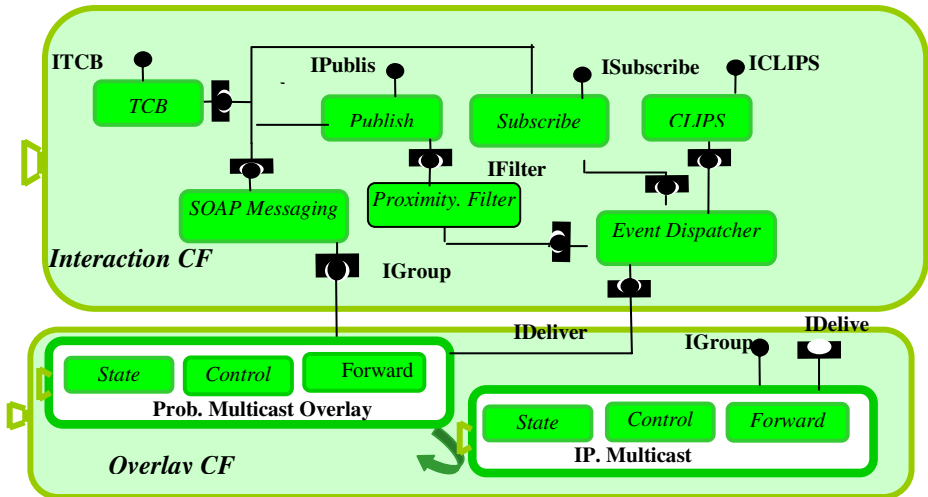 ITCB
IPublis
ISubscribe
ICLIPS
TCB
Publish
Subscribe
CLIPS
IFilter
SOAP Messaging
Proximity. Filter
Event Dispatcher
Interaction CF
IGroup
IDeliver
IGroup
IDelive
State
Control
Forward
Prob. Multicast Overlay
State
Control
Forward
IP. Multicast
Overlay CF